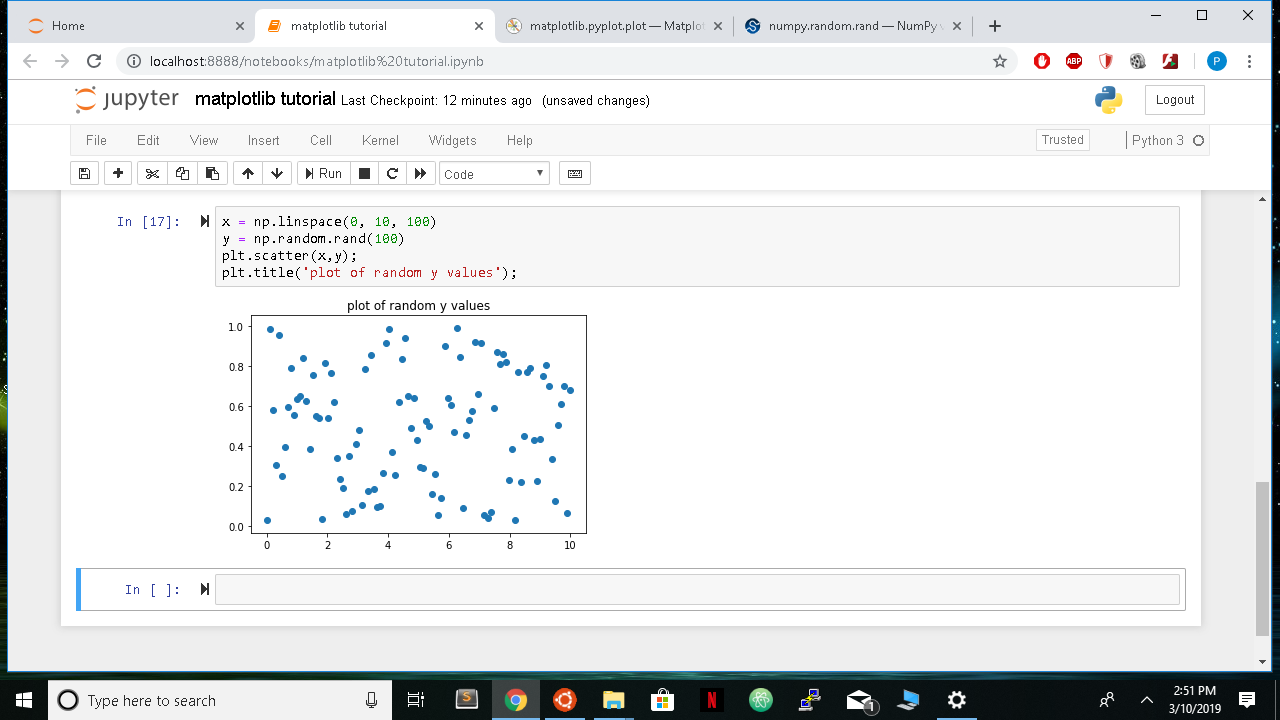 Home
matplotlib tutorial
matplotlib.pyplot.plot — Matplot
numpy.random.rand — NumPy
localhost:8888/notebooks/matplotlib%20tutorial.ipynb
ABP
P
jupyter matplotlib tutorial Last Checkpoint: 12 minutes ago (unsaved changes)
Logout
File Edit View Insert Cell Kernel Widgets Help
Trusted
Python 3
Run
Code
In [17]:
x = np.linspace(0, 10, 100)
y = np.random.rand(100)
plt.scatter(x,y);
plt.title('plot of random y values');
plot of random y values
1.0
0.8
0.6
0.4
0.2
0.0
0 2 4 6 8 10
In [ ]:
Type here to search
S
N
1
2:51 PM
3/10/2019